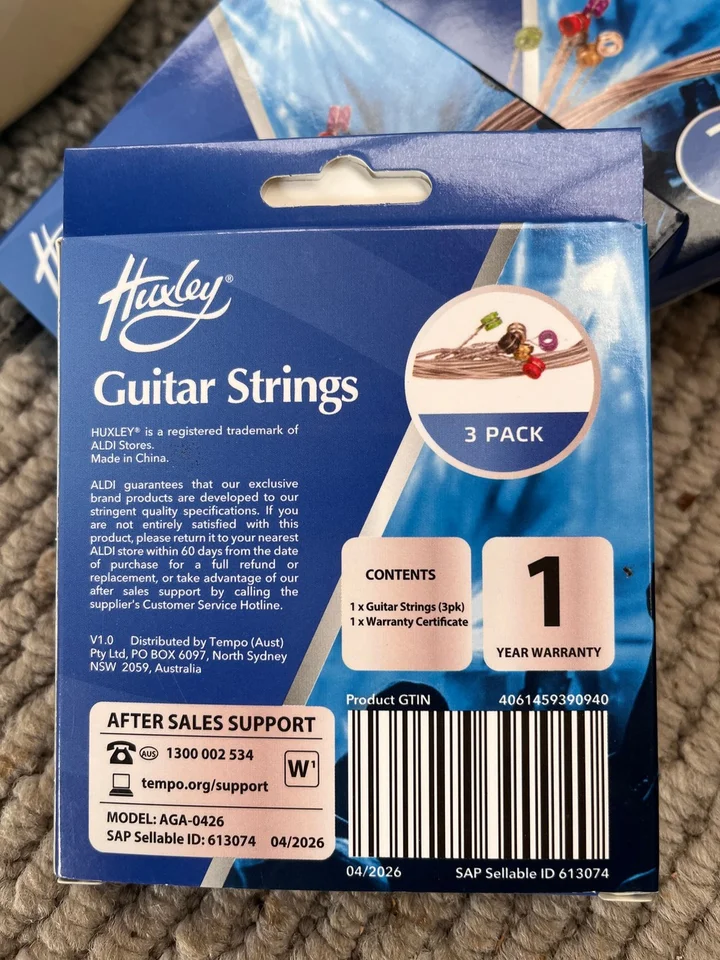 Huxley®
Guitar Strings
HUXLEY® is a registered trademark of
ALDI Stores.
Made in China.
ALDI guarantees that our exclusive
brand products are developed to our
stringent quality specifications. If you
are not entirely satisfied with this
product, please return it to your nearest
ALDI store within 60 days from the date
of purchase for a full refund or
replacement, or take advantage of our
after sales support by calling the
supplier's Customer Service Hotline.
V1.0 Distributed by Tempo (Aust)
Pty Ltd, PO BOX 6097, North Sydney
NSW 2059, Australia
3 PACK
CONTENTS
1 x Guitar Strings (3pk)
1 x Warranty Certificate
1
YEAR WARRANTY
AFTER SALES SUPPORT
AUS 1300 002 534
tempo.org/support
W¹
MODEL: AGA-0426
SAP Sellable ID: 613074 04/2026
Product GTIN 4061459390940
04/2026 SAP Sellable ID 613074